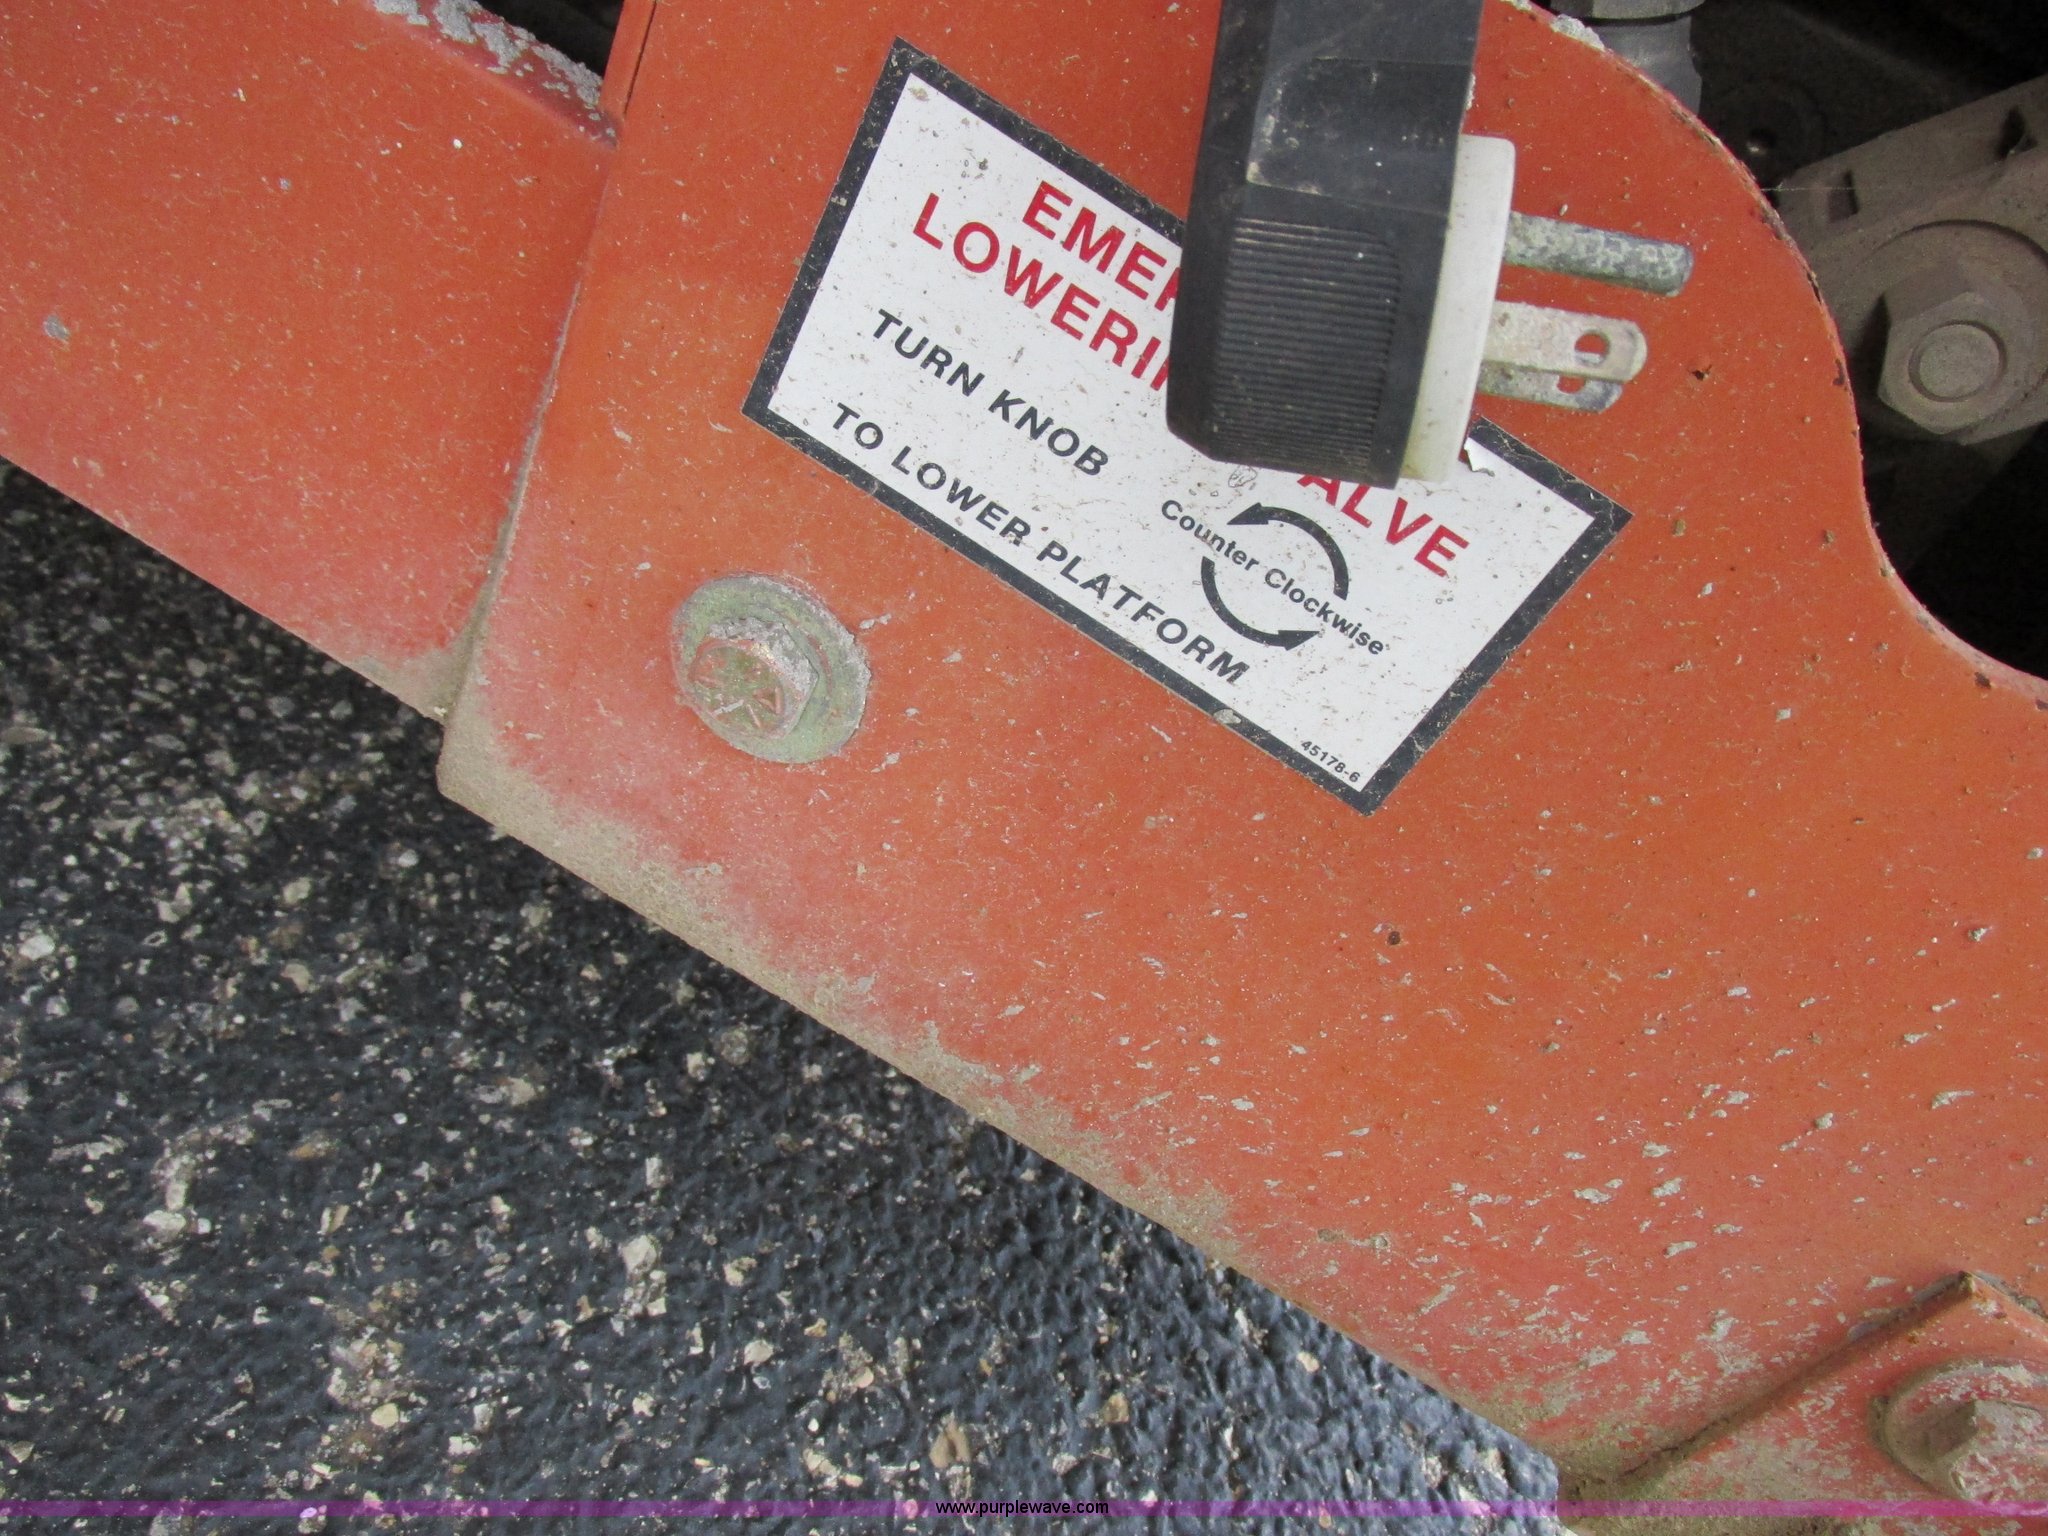 EMER
LOWERI ALVE
TURN KNOB
Counter Clockwise
TO LOWER PLATFORM
45178-6
www.purplewave.com